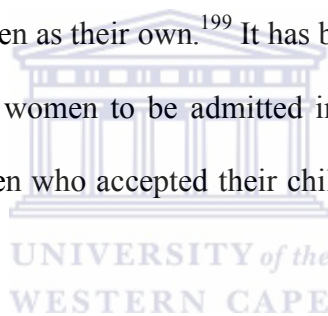 en as their own.199 It has b
women to be admitted in
en who accepted their chil
UNIVERSITY of the
WESTERN CAPE